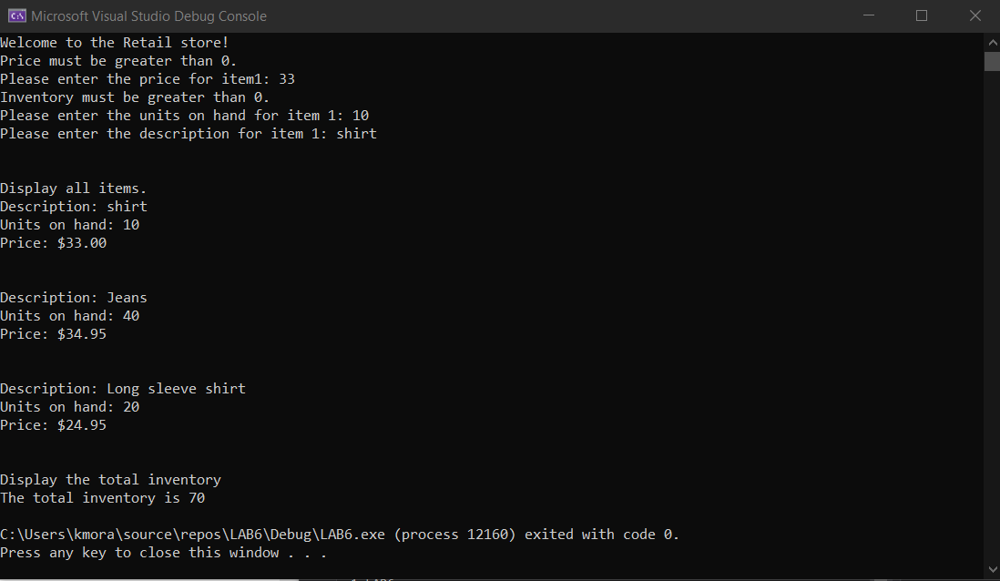 Microsoft Visual Studio Debug Console
Welcome to the Retail store!
Price must be greater than 0.
Please enter the price for item1: 33
Inventory must be greater than 0.
Please enter the units on hand for item 1: 10
Please enter the description for item 1: shirt
Display all items.
Description: shirt
Units on hand: 10
Price: $33.00
Description: Jeans
Units on hand: 40
Price: $34.95
Description: Long sleeve shirt
Units on hand: 20
Price: $24.95
Display the total inventory
The total inventory is 70
C:\Users\kmora\source\repos\LAB6\Debug\LAB6.exe (process 12160) exited with code 0.
Press any key to close this window . . .